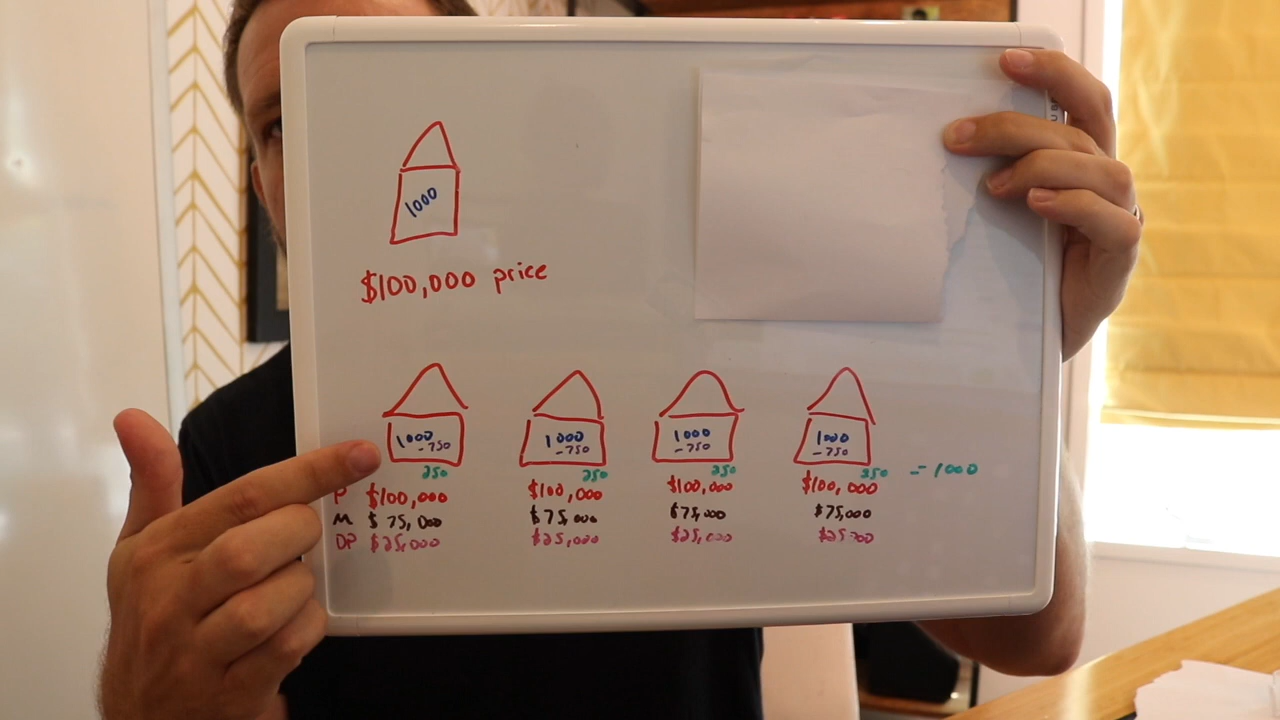 1000
$100,000 price
1000 1000 1000 1000
-750 -750 -750 -750
250 250 250 250 = 1000
P $100,000 $100,000 $100,000 $100,000
M $75,000 $75,000 $75,000 $75,000
DP $25,000 $25,000 $25,000 $25,000